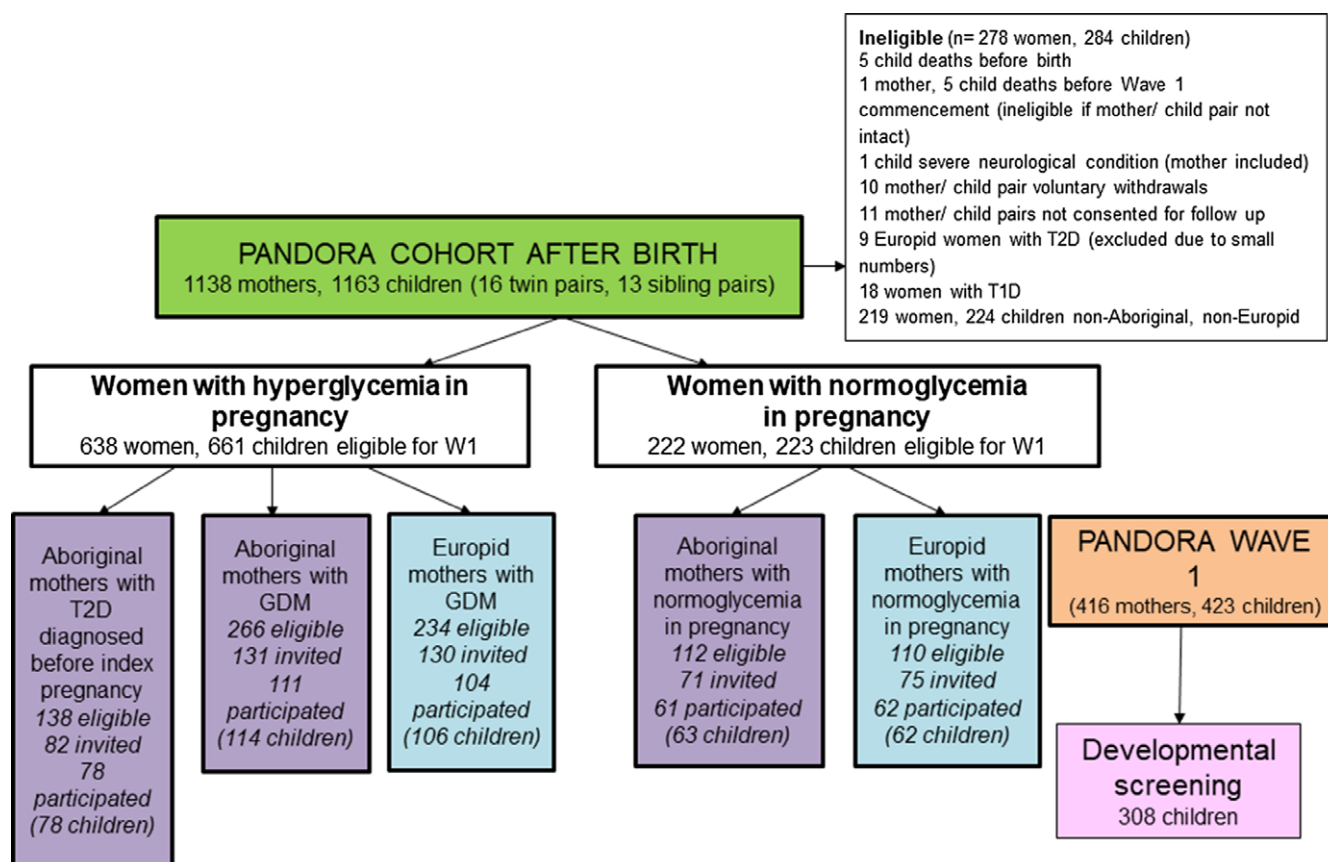 Ineligible (n= 278 women, 284 children)
5 child deaths before birth
1 mother, 5 child deaths before Wave 1
commencement (ineligible if mother/ child pair not
intact)
1 child severe neurological condition (mother included)
10 mother/ child pair voluntary withdrawals
11 mother/ child pairs not consented for follow up
9 Europid women with T2D (excluded due to small
numbers)
18 women with T1D
219 women, 224 children non-Aboriginal, non-Europid
PANDORA COHORT AFTER BIRTH
1138 mothers, 1163 children (16 twin pairs, 13 sibling pairs)
Women with hyperglycemia in
pregnancy
638 women, 661 children eligible for W1
Women with normoglycemia
in pregnancy
222 women, 223 children eligible for W1
Aboriginal
mothers with
T2D
diagnosed
before index
pregnancy
138 eligible
82 invited
78
participated
(78 children)
Aboriginal
mothers with
GDM
266 eligible
131 invited
111
participated
(114 children)
Europid
mothers with
GDM
234 eligible
130 invited
104
participated
(106 children)
Aboriginal
mothers with
normoglycemia
in pregnancy
112 eligible
71 invited
61 participated
(63 children)
Europid
mothers with
normoglycemia
in pregnancy
110 eligible
75 invited
62 participated
(62 children)
PANDORA WAVE
1
(416 mothers, 423 children)
Developmental
screening
308 children